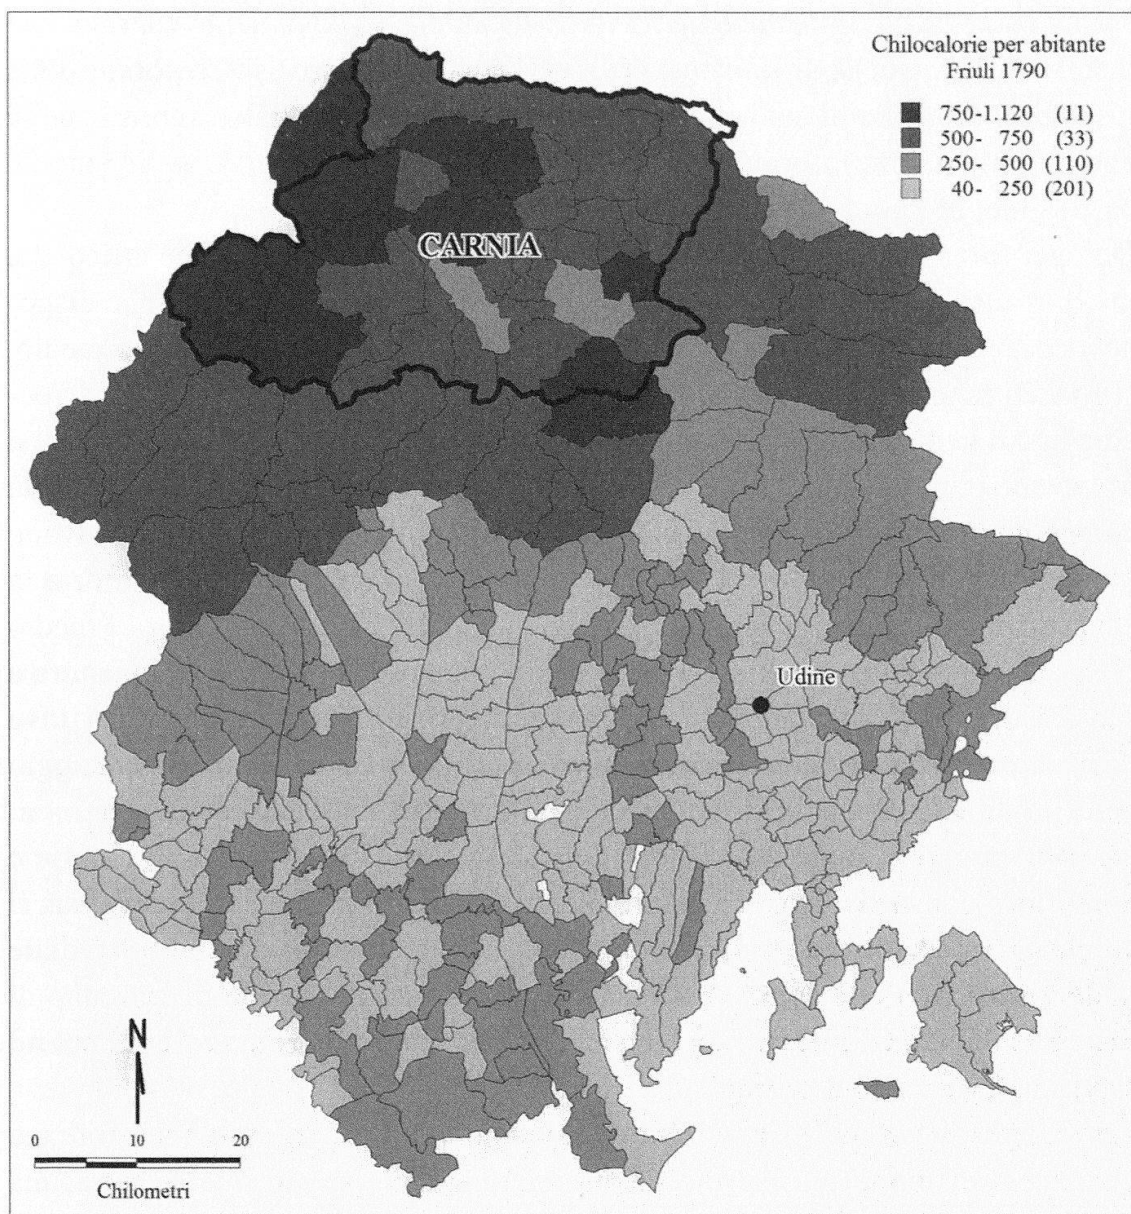 Chilocalorie per abitante
Friuli 1790
750-1.120 (11)
500- 750 (33)
250- 500 (110)
40- 250 (201)
CARNIA
Udine
N
0 10 20
Chilometri